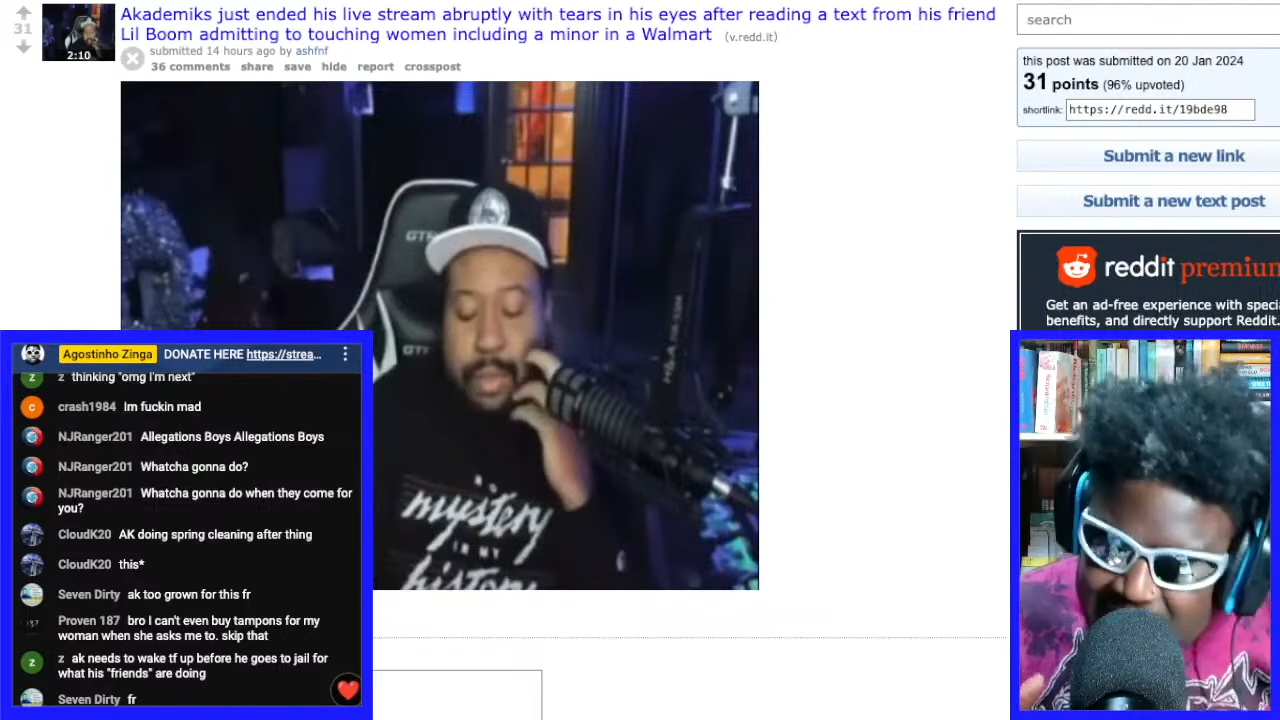 Akademiks just ended his live stream abruptly with tears in his eyes after reading a text from his friend
Lil Boom admitting to touching women including a minor in a Walmart (v.redd.it)
31
2:10
submitted 14 hours ago by ashfnf
36 comments share save hide report crosspost
search
this post was submitted on 20 Jan 2024
31 points (96% upvoted)
shortlink: https://redd.it/19bde98
Submit a new link
Submit a new text post
reddit premium
Get an ad-free experience with speci
benefits, and directly support Reddit.
GTR
GT
mystery
IN MY
history
Agostinho Zinga DONATE HERE https://strea...
z thinking "omg I'm next"
crash1984 Im fuckin mad
NJRanger201 Allegations Boys Allegations Boys
NJRanger201 Whatcha gonna do?
NJRanger201 Whatcha gonna do when they come for
you?
CloudK20 AK doing spring cleaning after thing
CloudK20 this*
Seven Dirty ak too grown for this fr
Proven 187 bro I can't even buy tampons for my
woman when she asks me to. skip that
z ak needs to wake tf up before he goes to jail for
what his "friends" are doing
Seven Dirty fr